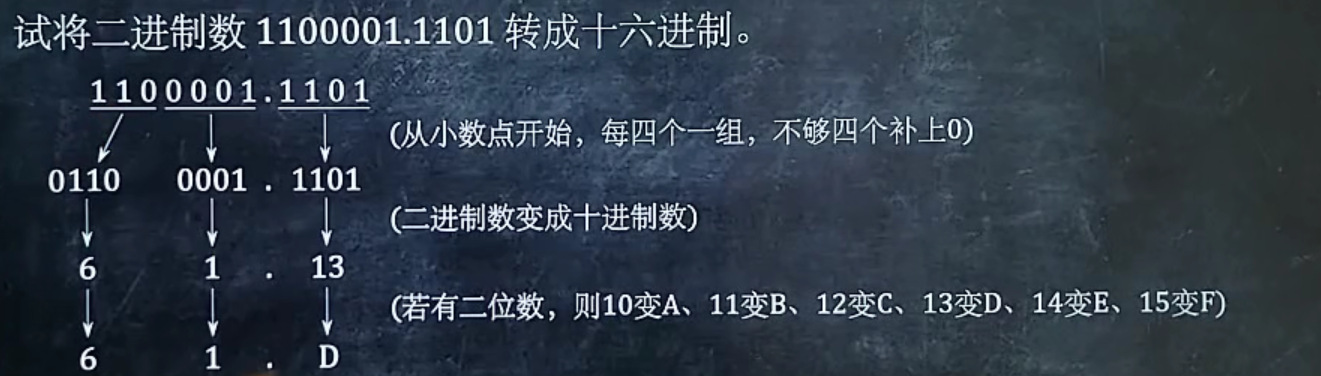 试将二进制数 1100001.1101 转成十六进制。
1100001.1101
(从小数点开始，每四个一组，不够四个补上0)
0110 0001 . 1101
(二进制数变成十进制数)
6 1 . 13
(若有二位数，则10变A、11变B、12变C、13变D、14变E、15变F)
6 1 . D